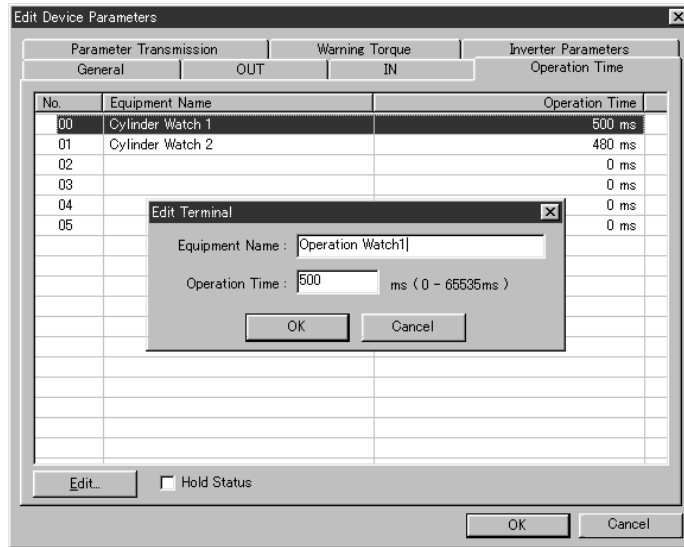 Edit Device Parameters
Parameter Transmission Warning Torque Inverter Parameters
General OUT IN Operation Time
No. Equipment Name Operation Time
00 Cylinder Watch 1 500 ms
01 Cylinder Watch 2 480 ms
02 0 ms
03 0 ms
04 0 ms
05 0 ms
Edit Terminal
Equipment Name : Operation Watch1
Operation Time : 500 ms ( 0 - 65535ms )
OK Cancel
Edit... Hold Status
OK Cancel